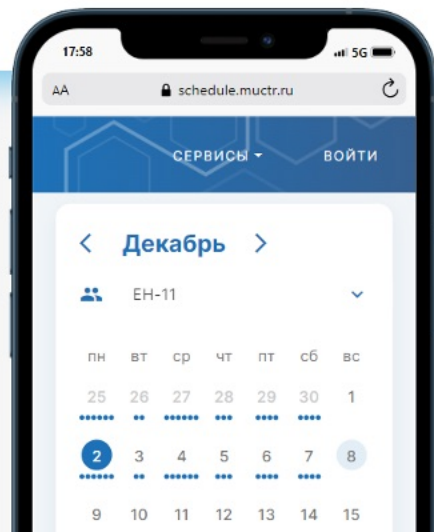 17:58 5G
AA schedule.muctr.ru
СЕРВИСЫ ВОЙТИ
Декабрь
ЕН-11
пн вт ср чт пт сб вс
25 26 27 28 29 30 1
2 3 4 5 6 7 8
9 10 11 12 13 14 15